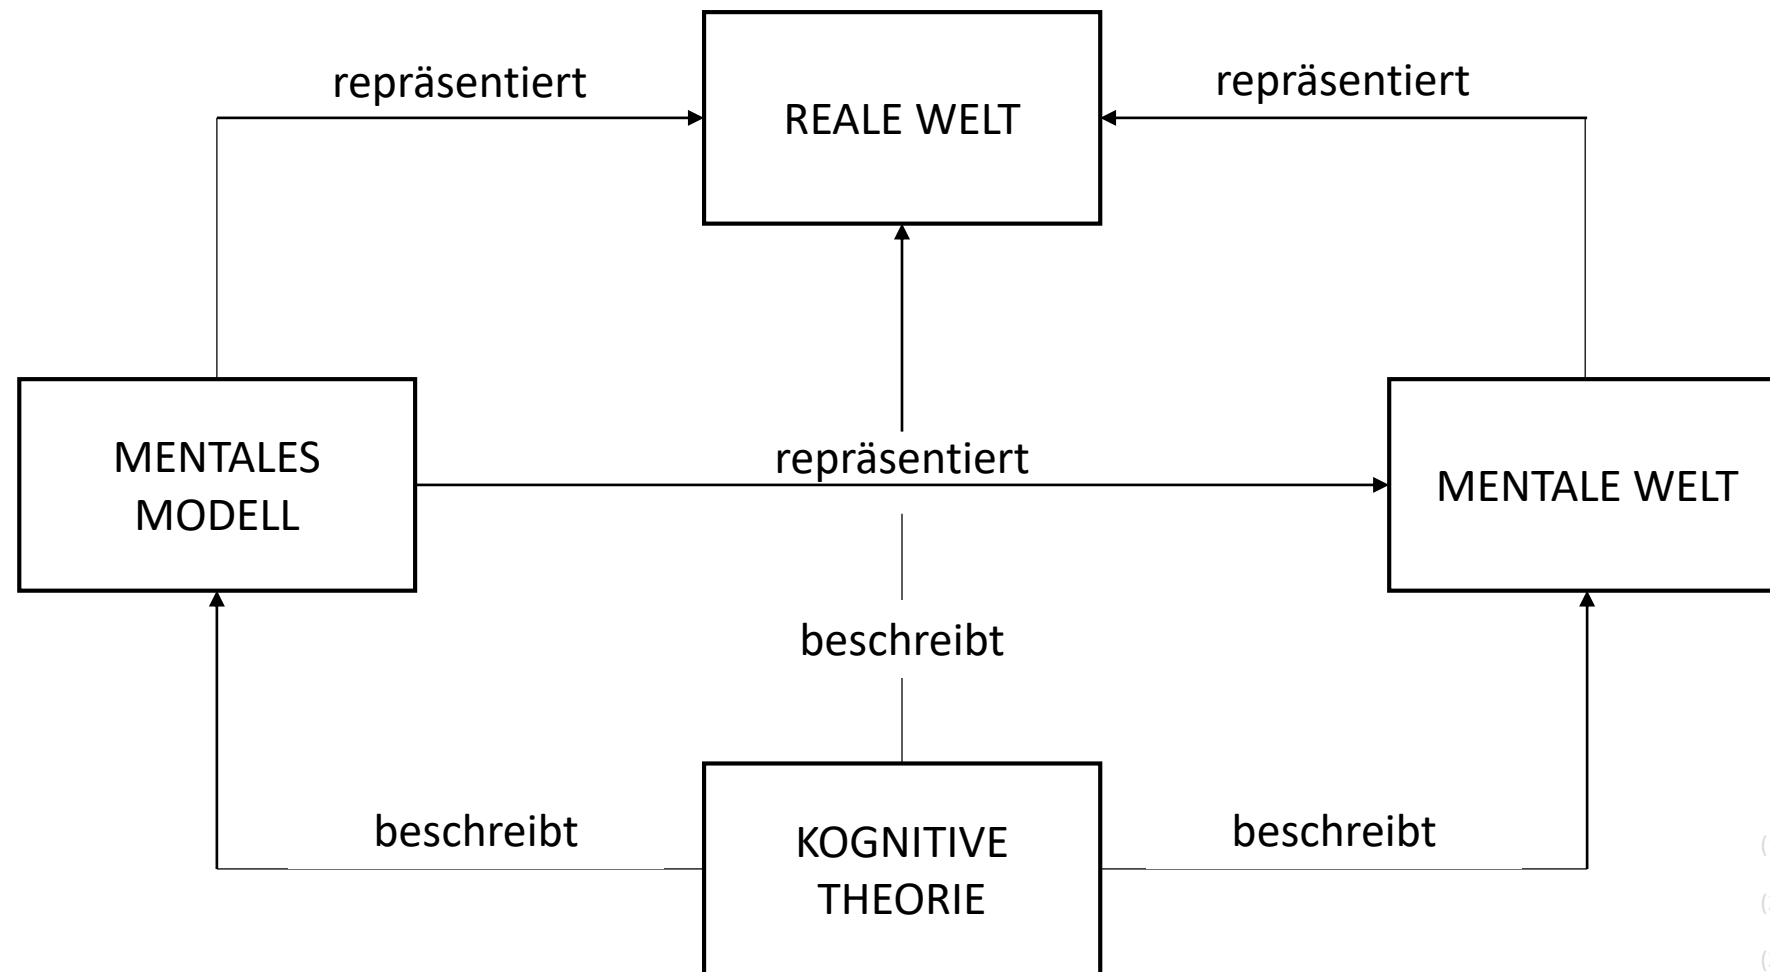 repräsentiert
repräsentiert
REALE WELT
MENTALES
MODELL
repräsentiert
MENTALE WELT
beschreibt
beschreibt
KOGNITIVE
THEORIE
beschreibt